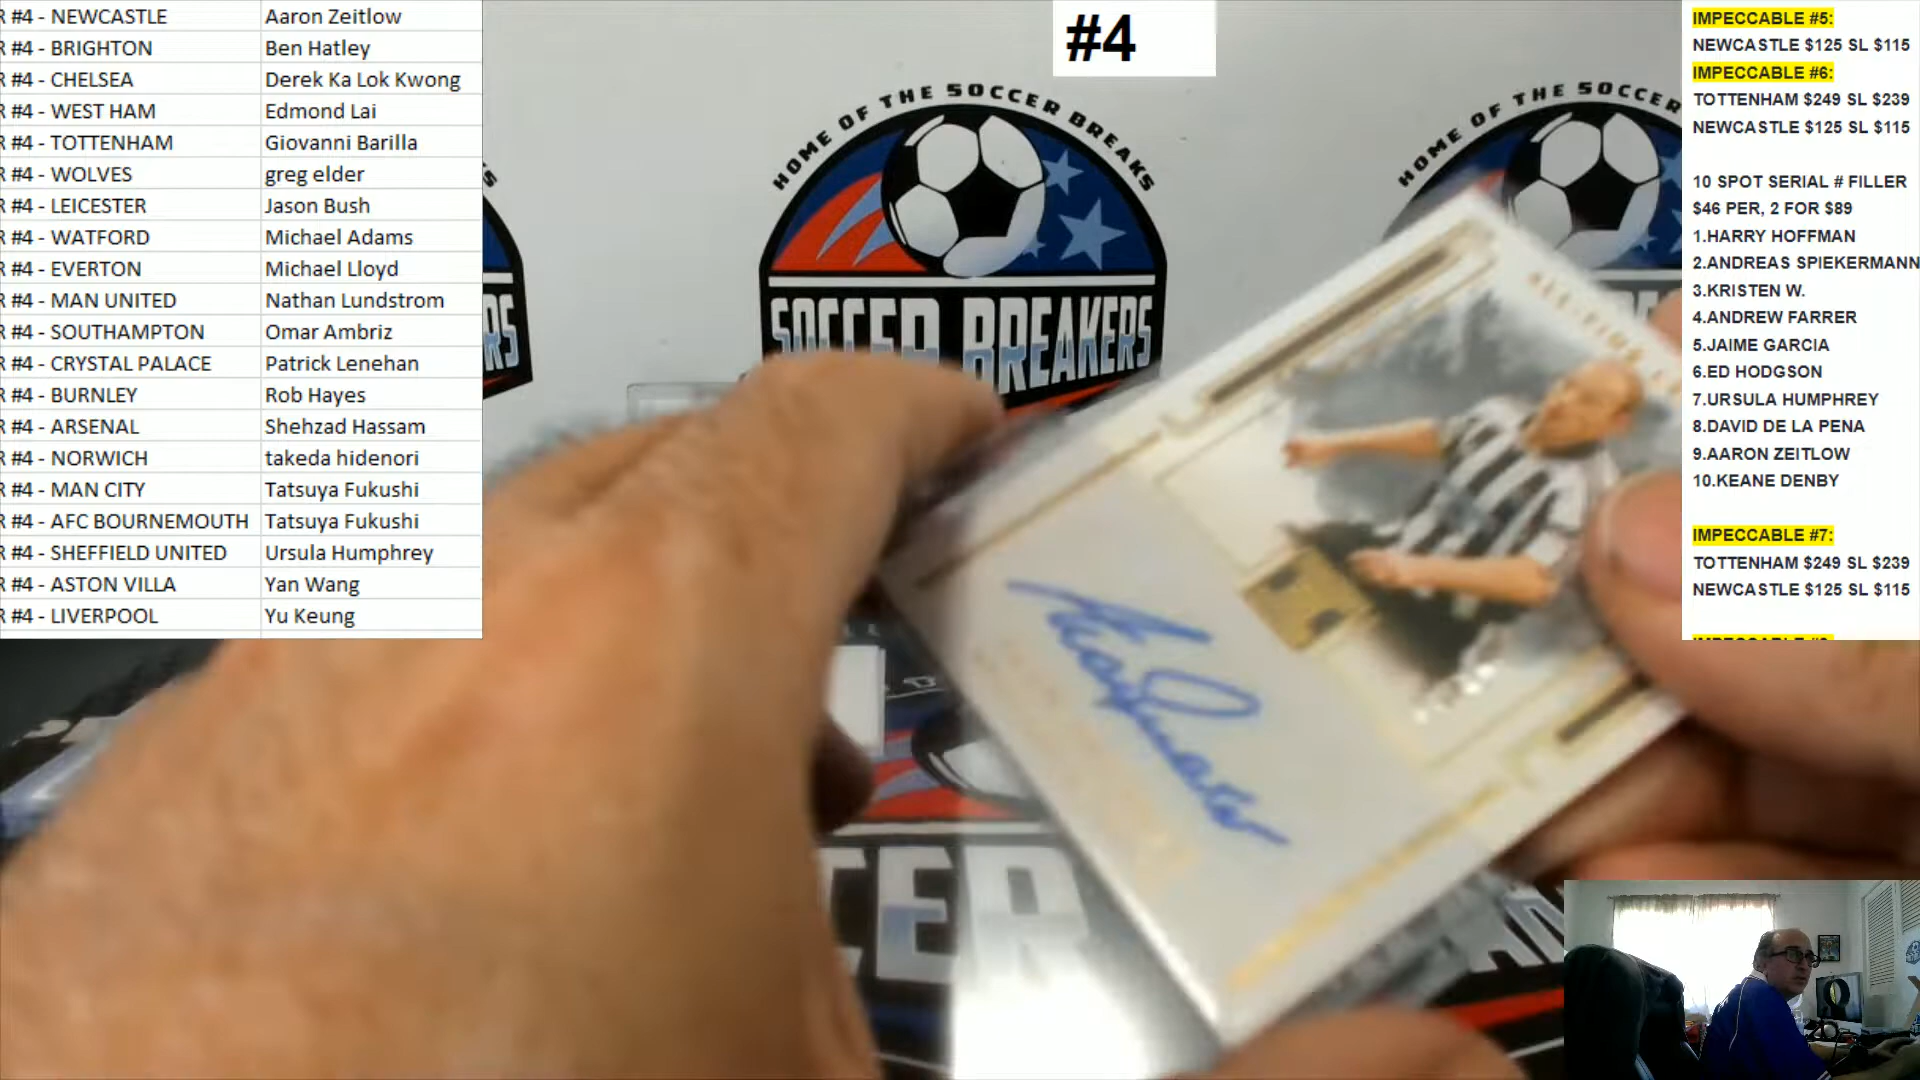 R #4 - NEWCASTLE Aaron Zeitlow
R #4 - BRIGHTON Ben Hatley
R #4 - CHELSEA Derek Ka Lok Kwong
R #4 - WEST HAM Edmond Lai
R #4 - TOTTENHAM Giovanni Barilla
R #4 - WOLVES greg elder
R #4 - LEICESTER Jason Bush
R #4 - WATFORD Michael Adams
R #4 - EVERTON Michael Lloyd
R #4 - MAN UNITED Nathan Lundstrom
R #4 - SOUTHAMPTON Omar Ambriz
R #4 - CRYSTAL PALACE Patrick Lenehan
R #4 - BURNLEY Rob Hayes
R #4 - ARSENAL Shehzad Hassam
R #4 - NORWICH takeda hidenori
R #4 - MAN CITY Tatsuya Fukushi
R #4 - AFC BOURNEMOUTH Tatsuya Fukushi
R #4 - SHEFFIELD UNITED Ursula Humphrey
R #4 - ASTON VILLA Yan Wang
R #4 - LIVERPOOL Yu Keung
#4
HOME OF THE SOCCER BREAKS
SOCCER BREAKERS
HOME OF THE SOCCER
IMPECCABLE #5:
NEWCASTLE $125 SL $115
IMPECCABLE #6:
TOTTENHAM $249 SL $239
NEWCASTLE $125 SL $115
10 SPOT SERIAL # FILLER
$46 PER, 2 FOR $89
1.HARRY HOFFMAN
2.ANDREAS SPIEKERMANN
3.KRISTEN W.
4.ANDREW FARRER
5.JAIME GARCIA
6.ED HODGSON
7.URSULA HUMPHREY
8.DAVID DE LA PENA
9.AARON ZEITLOW
10.KEANE DENBY
IMPECCABLE #7:
TOTTENHAM $249 SL $239
NEWCASTLE $125 SL $115